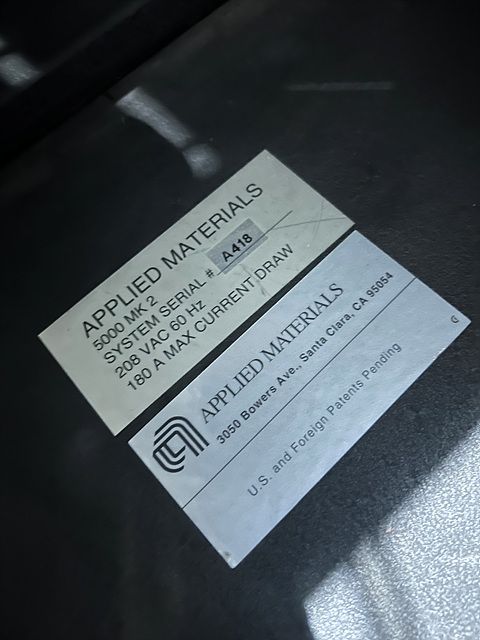 APPLIED MATERIALS
5000 MK 2
SYSTEM SERIAL # A418
208 VAC 60 Hz
180 A MAX CURRENT DRAW
APPLIED MATERIALS
3050 Bowers Ave., Santa Clara, CA 95054
U.S. and Foreign Patents Pending